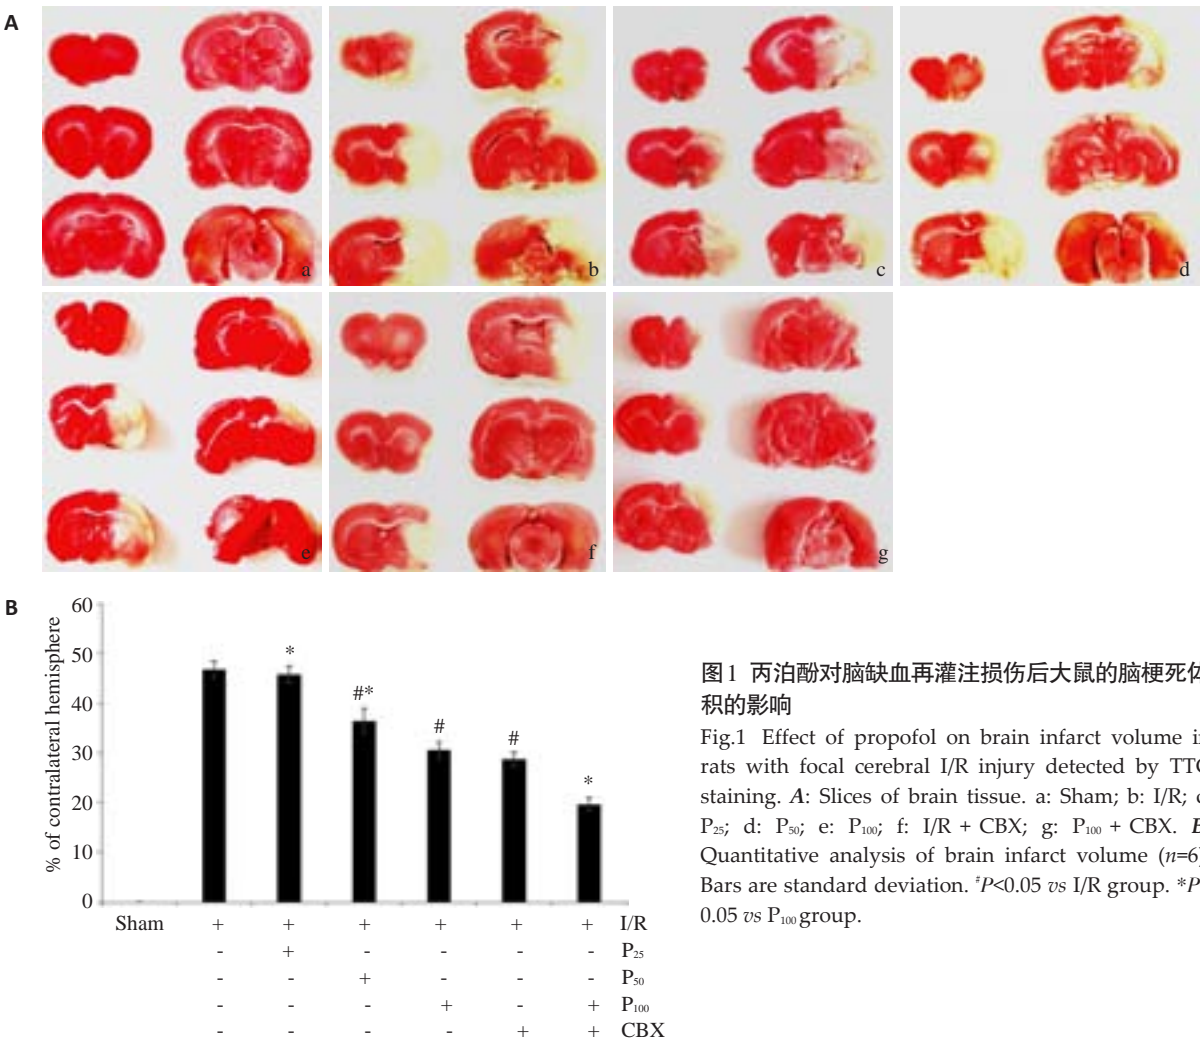 A
a
b
c
d
e
f
g
B
% of contralateral hemisphere
60
50
40
30
20
10
0
*
#*
#
#
*
Sham + + + + + + I/R
- + - - - - P25
- - + - - - P50
- - - + - + P100
- - - - + + CBX
图1 丙泊酚对脑缺血再灌注损伤后大鼠的脑梗死体
积的影响
Fig.1 Effect of propofol on brain infarct volume in
rats with focal cerebral I/R injury detected by TTC
staining. A: Slices of brain tissue. a: Sham; b: I/R; c
P25; d: P50; e: P100; f: I/R + CBX; g: P100 + CBX. B
Quantitative analysis of brain infarct volume (n=6)
Bars are standard deviation. #P<0.05 vs I/R group. *P
0.05 vs P100 group.